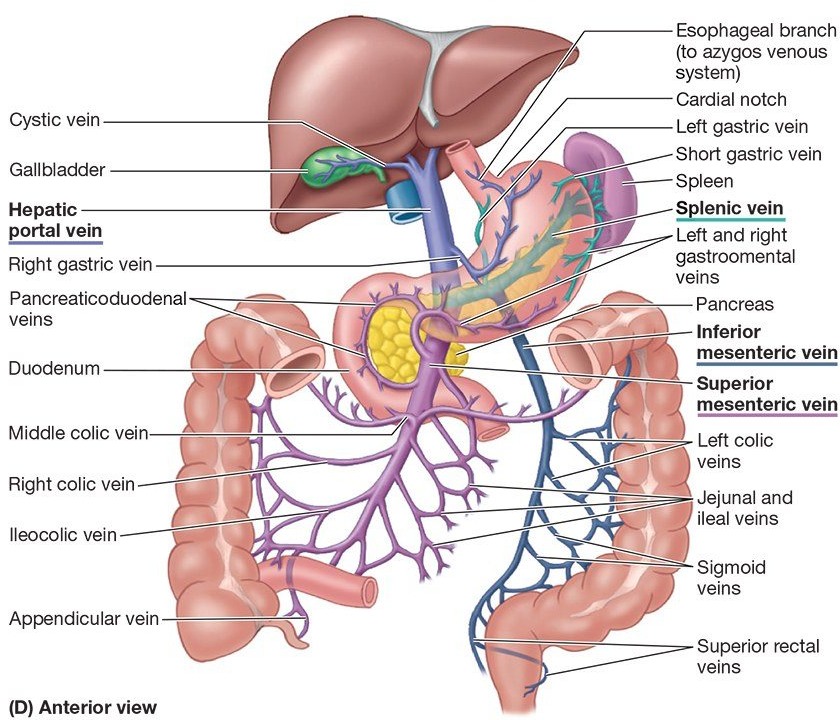 Cystic vein
Gallbladder
Hepatic
portal vein
Right gastric vein
Pancreaticoduodenal
veins
Duodenum
Middle colic vein
Right colic vein
Ileocolic vein
Appendicular vein
(D) Anterior view
Esophageal branch
(to azygos venous
system)
Cardial notch
Left gastric vein
Short gastric vein
Spleen
Splenic vein
Left and right
gastroomental
veins
Pancreas
Inferior
mesenteric vein
Superior
mesenteric vein
Left colic
veins
Jejunal and
ileal veins
Sigmoid
veins
Superior rectal
veins